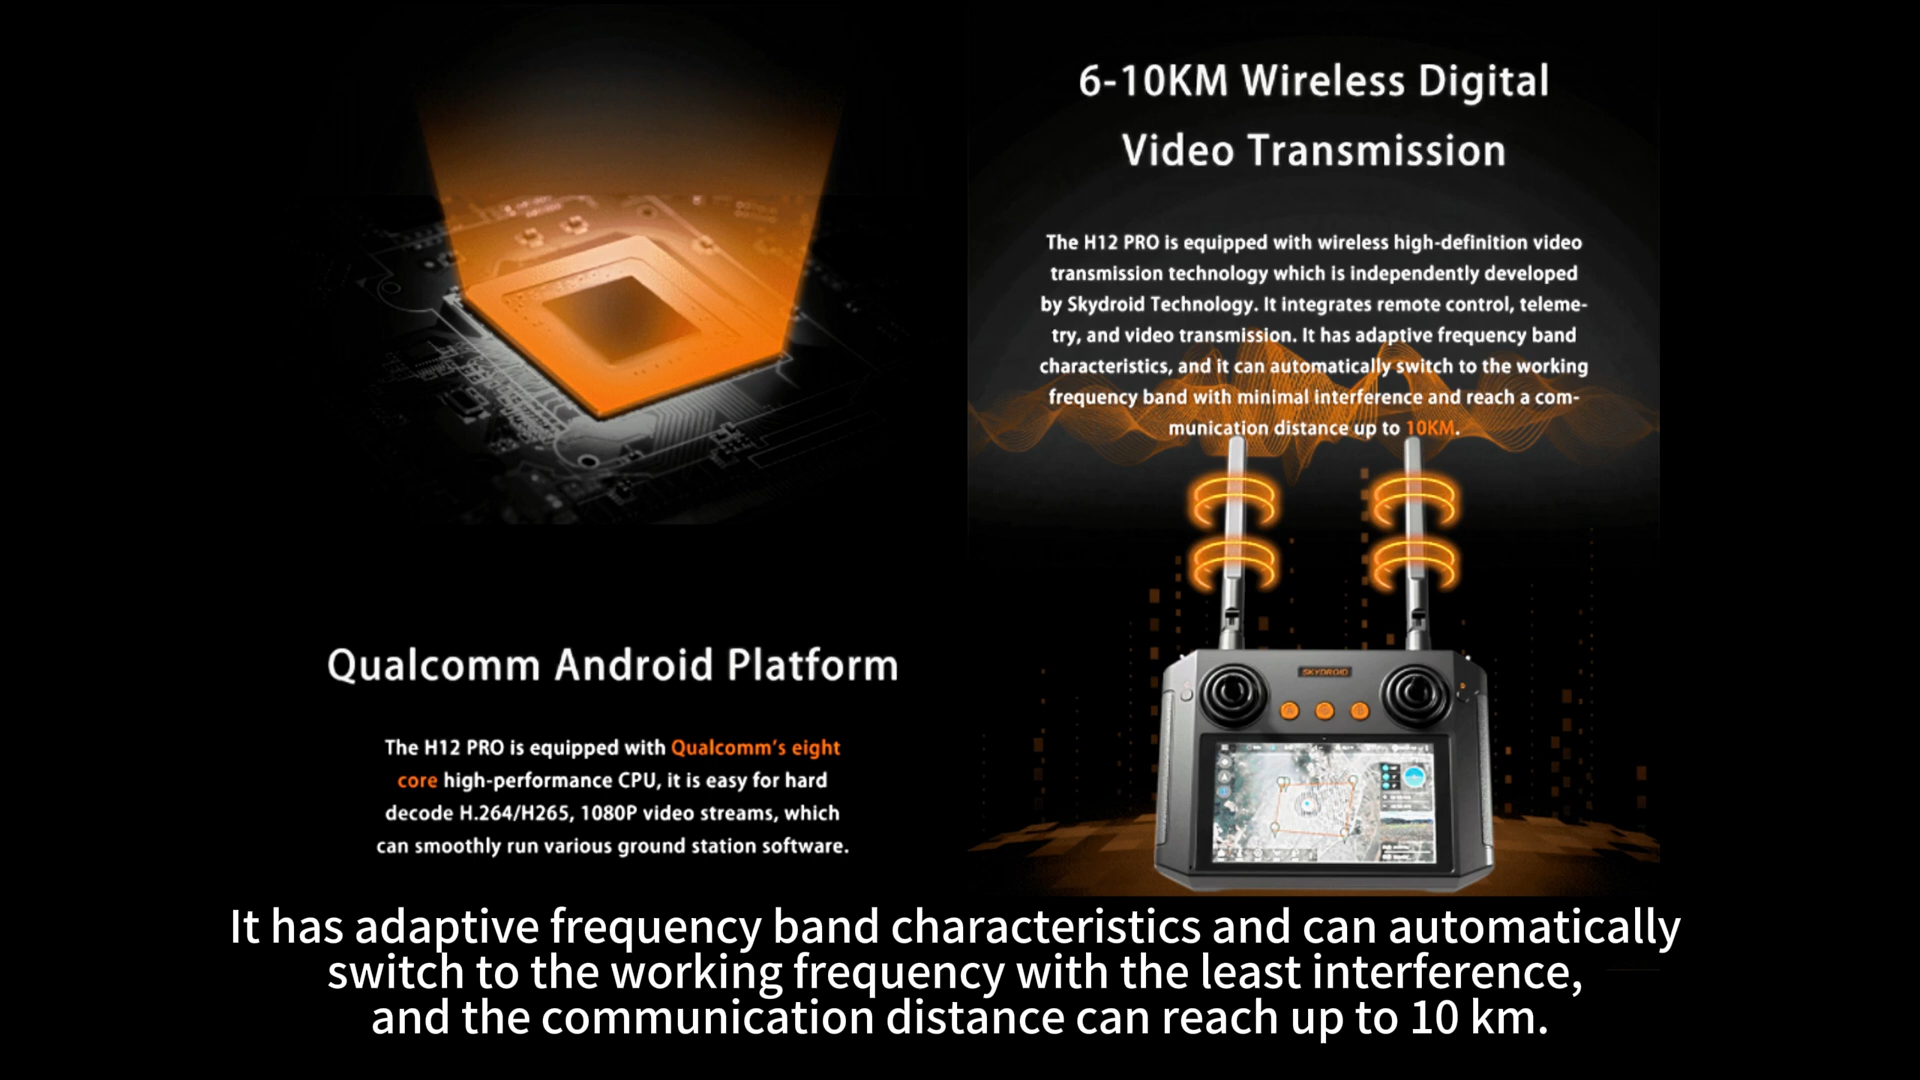 6-10KM Wireless Digital
Video Transmission
The H12 PRO is equipped with wireless high-definition video
transmission technology which is independently developed
by Skydroid Technology. It integrates remote control, teleme-
try, and video transmission. It has adaptive frequency band
characteristics, and it can automatically switch to the working
frequency band with minimal interference and reach a com-
munication distance up to 10KM.
SKYDROID
Qualcomm Android Platform
The H12 PRO is equipped with Qualcomm's eight
core high-performance CPU, it is easy for hard
decode H.264/H265, 1080P video streams, which
can smoothly run various ground station software.
It has adaptive frequency band characteristics and can automatically
switch to the working frequency with the least interference,
and the communication distance can reach up to 10 km.